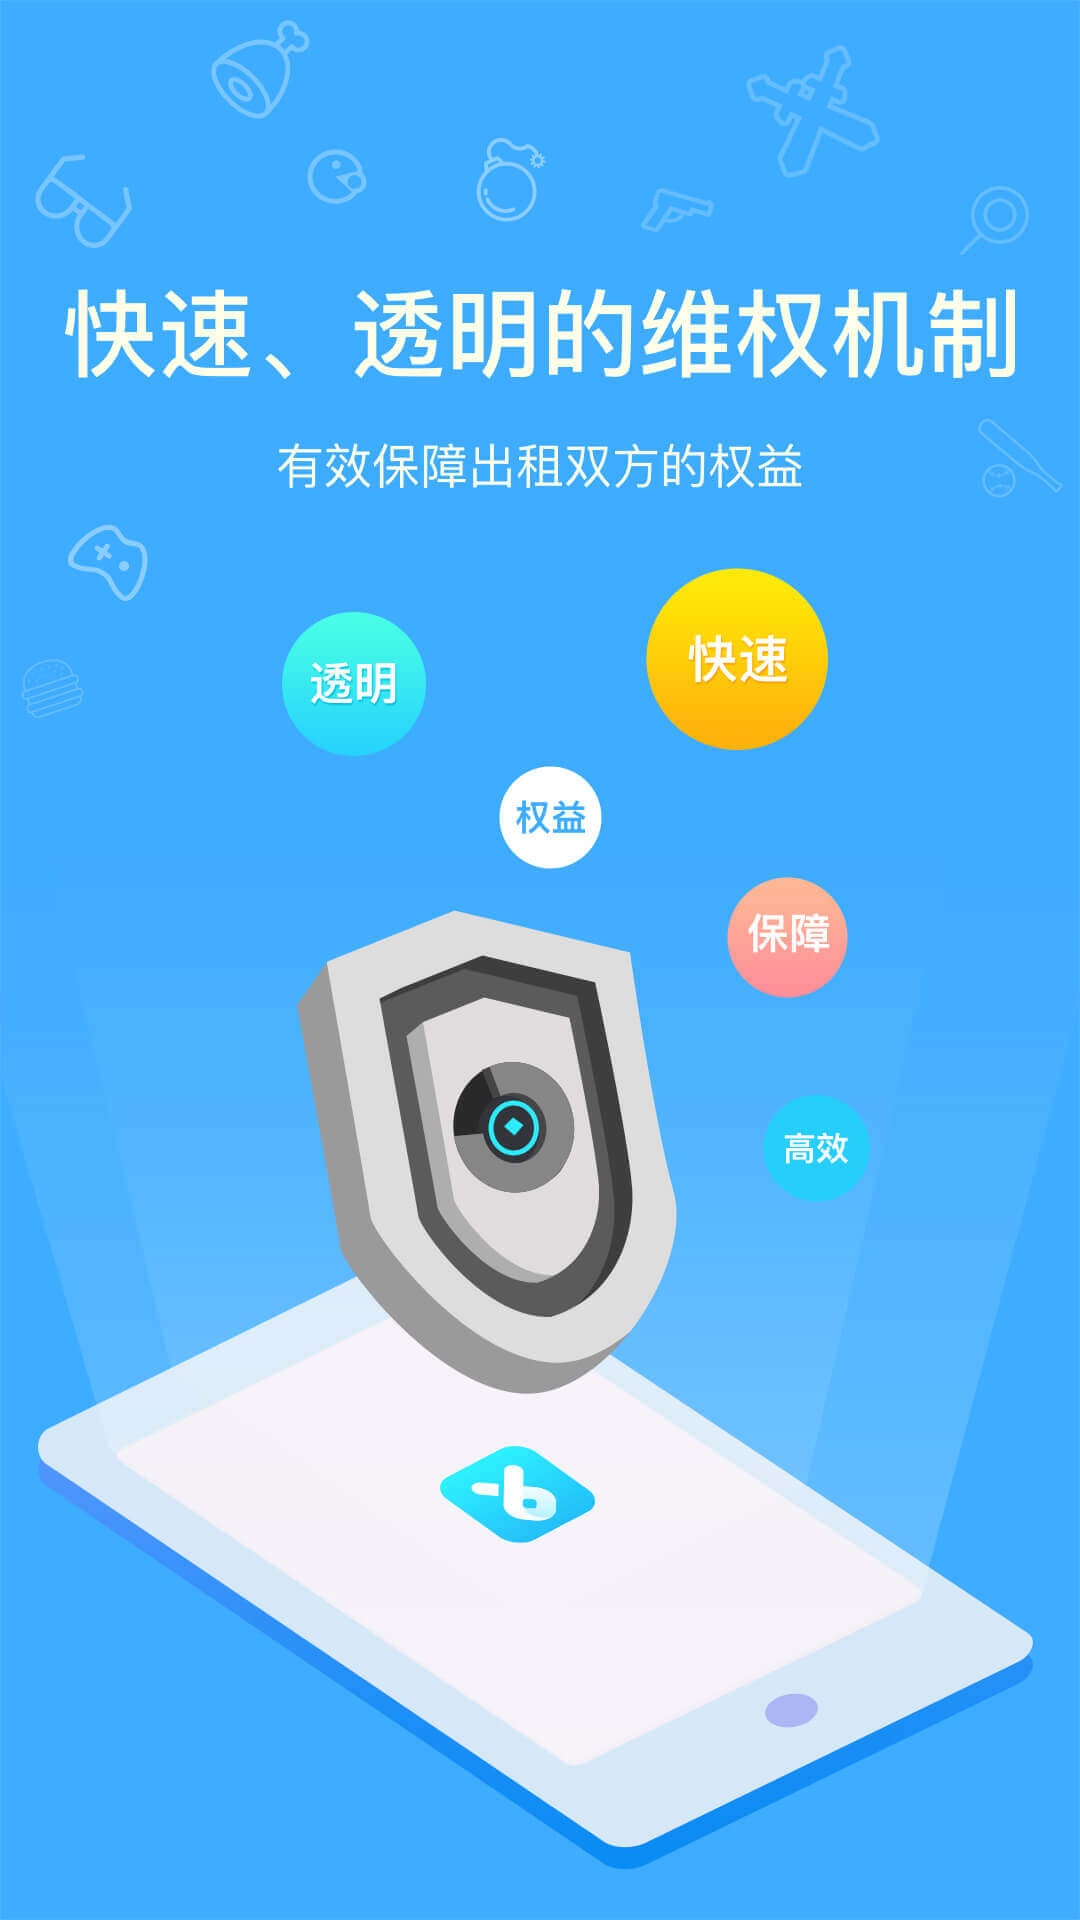 快速、透明的维权机制
有效保障出租双方的权益
快速
透明
权益
保障
高效